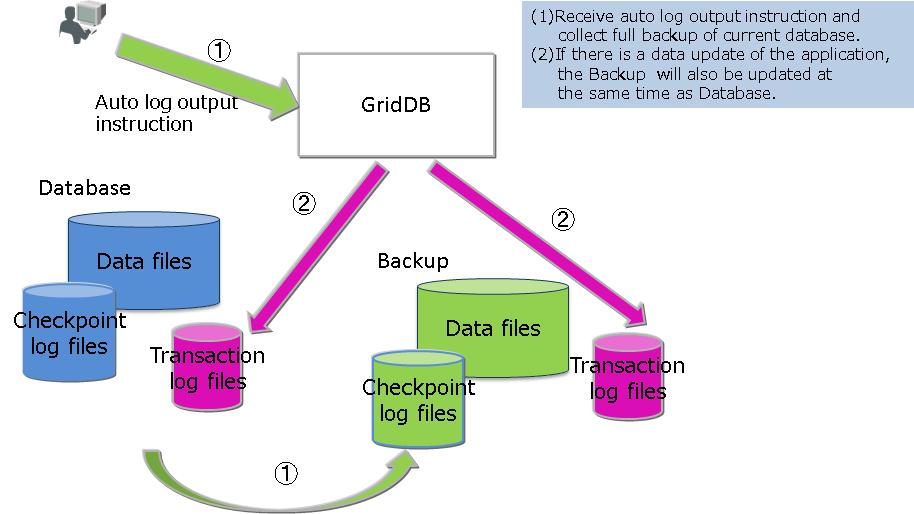 (1)Receive auto log output instruction and
collect full backup of current database.
(2)If there is a data update of the application,
the Backup will also be updated at
the same time as Database.
①
Auto log output
instruction
GridDB
Database
②
②
Data files
Checkpoint
log files
Transaction
log files
Backup
Data files
Checkpoint
log files
Transaction
log files
①